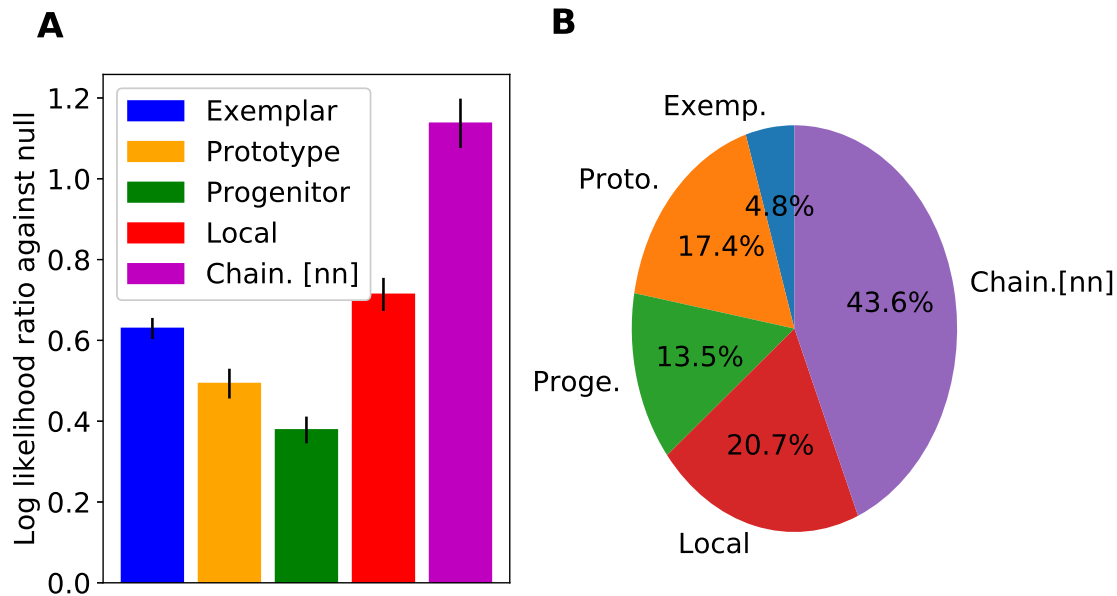 A
Log likelihood ratio against null
1.2
1.0
0.8
0.6
0.4
0.2
0.0
Exemplar
Prototype
Progenitor
Local
Chain. [nn]
B
Exemp.
Proto.
Proge.
Local
Chain.[nn]
4.8%
17.4%
13.5%
20.7%
43.6%